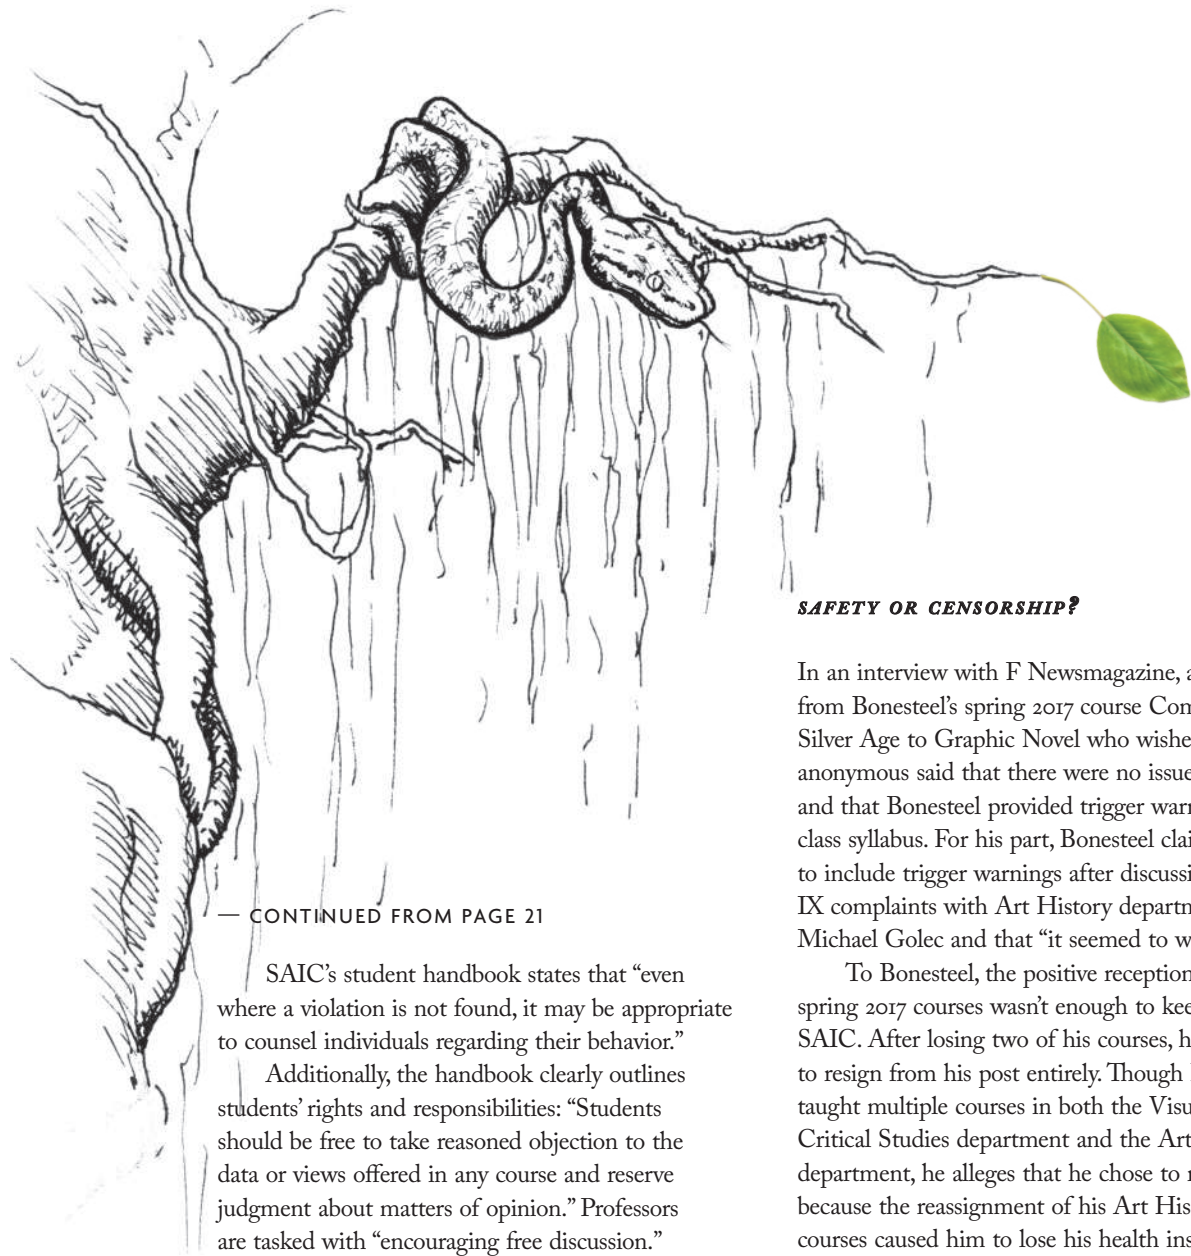 — CONTINUED FROM PAGE 21
SAIC’s student handbook states that “even
where a violation is not found, it may be appropriate
to counsel individuals regarding their behavior.”
Additionally, the handbook clearly outlines
students’ rights and responsibilities: “Students
should be free to take reasoned objection to the
data or views offered in any course and reserve
judgment about matters of opinion.” Professors
are tasked with “encouraging free discussion.”
SAFETY OR CENSORSHIP?
In an interview with F Newsmagazine, a
from Bonesteel’s spring 2017 course Com
Silver Age to Graphic Novel who wishe
anonymous said that there were no issue
and that Bonesteel provided trigger warn
class syllabus. For his part, Bonesteel clai
to include trigger warnings after discussi
IX complaints with Art History departm
Michael Golec and that “it seemed to w
To Bonesteel, the positive reception
spring 2017 courses wasn’t enough to kee
SAIC. After losing two of his courses, h
to resign from his post entirely. Though
taught multiple courses in both the Visu
Critical Studies department and the Art
department, he alleges that he chose to r
because the reassignment of his Art His
courses caused him to lose his health ins